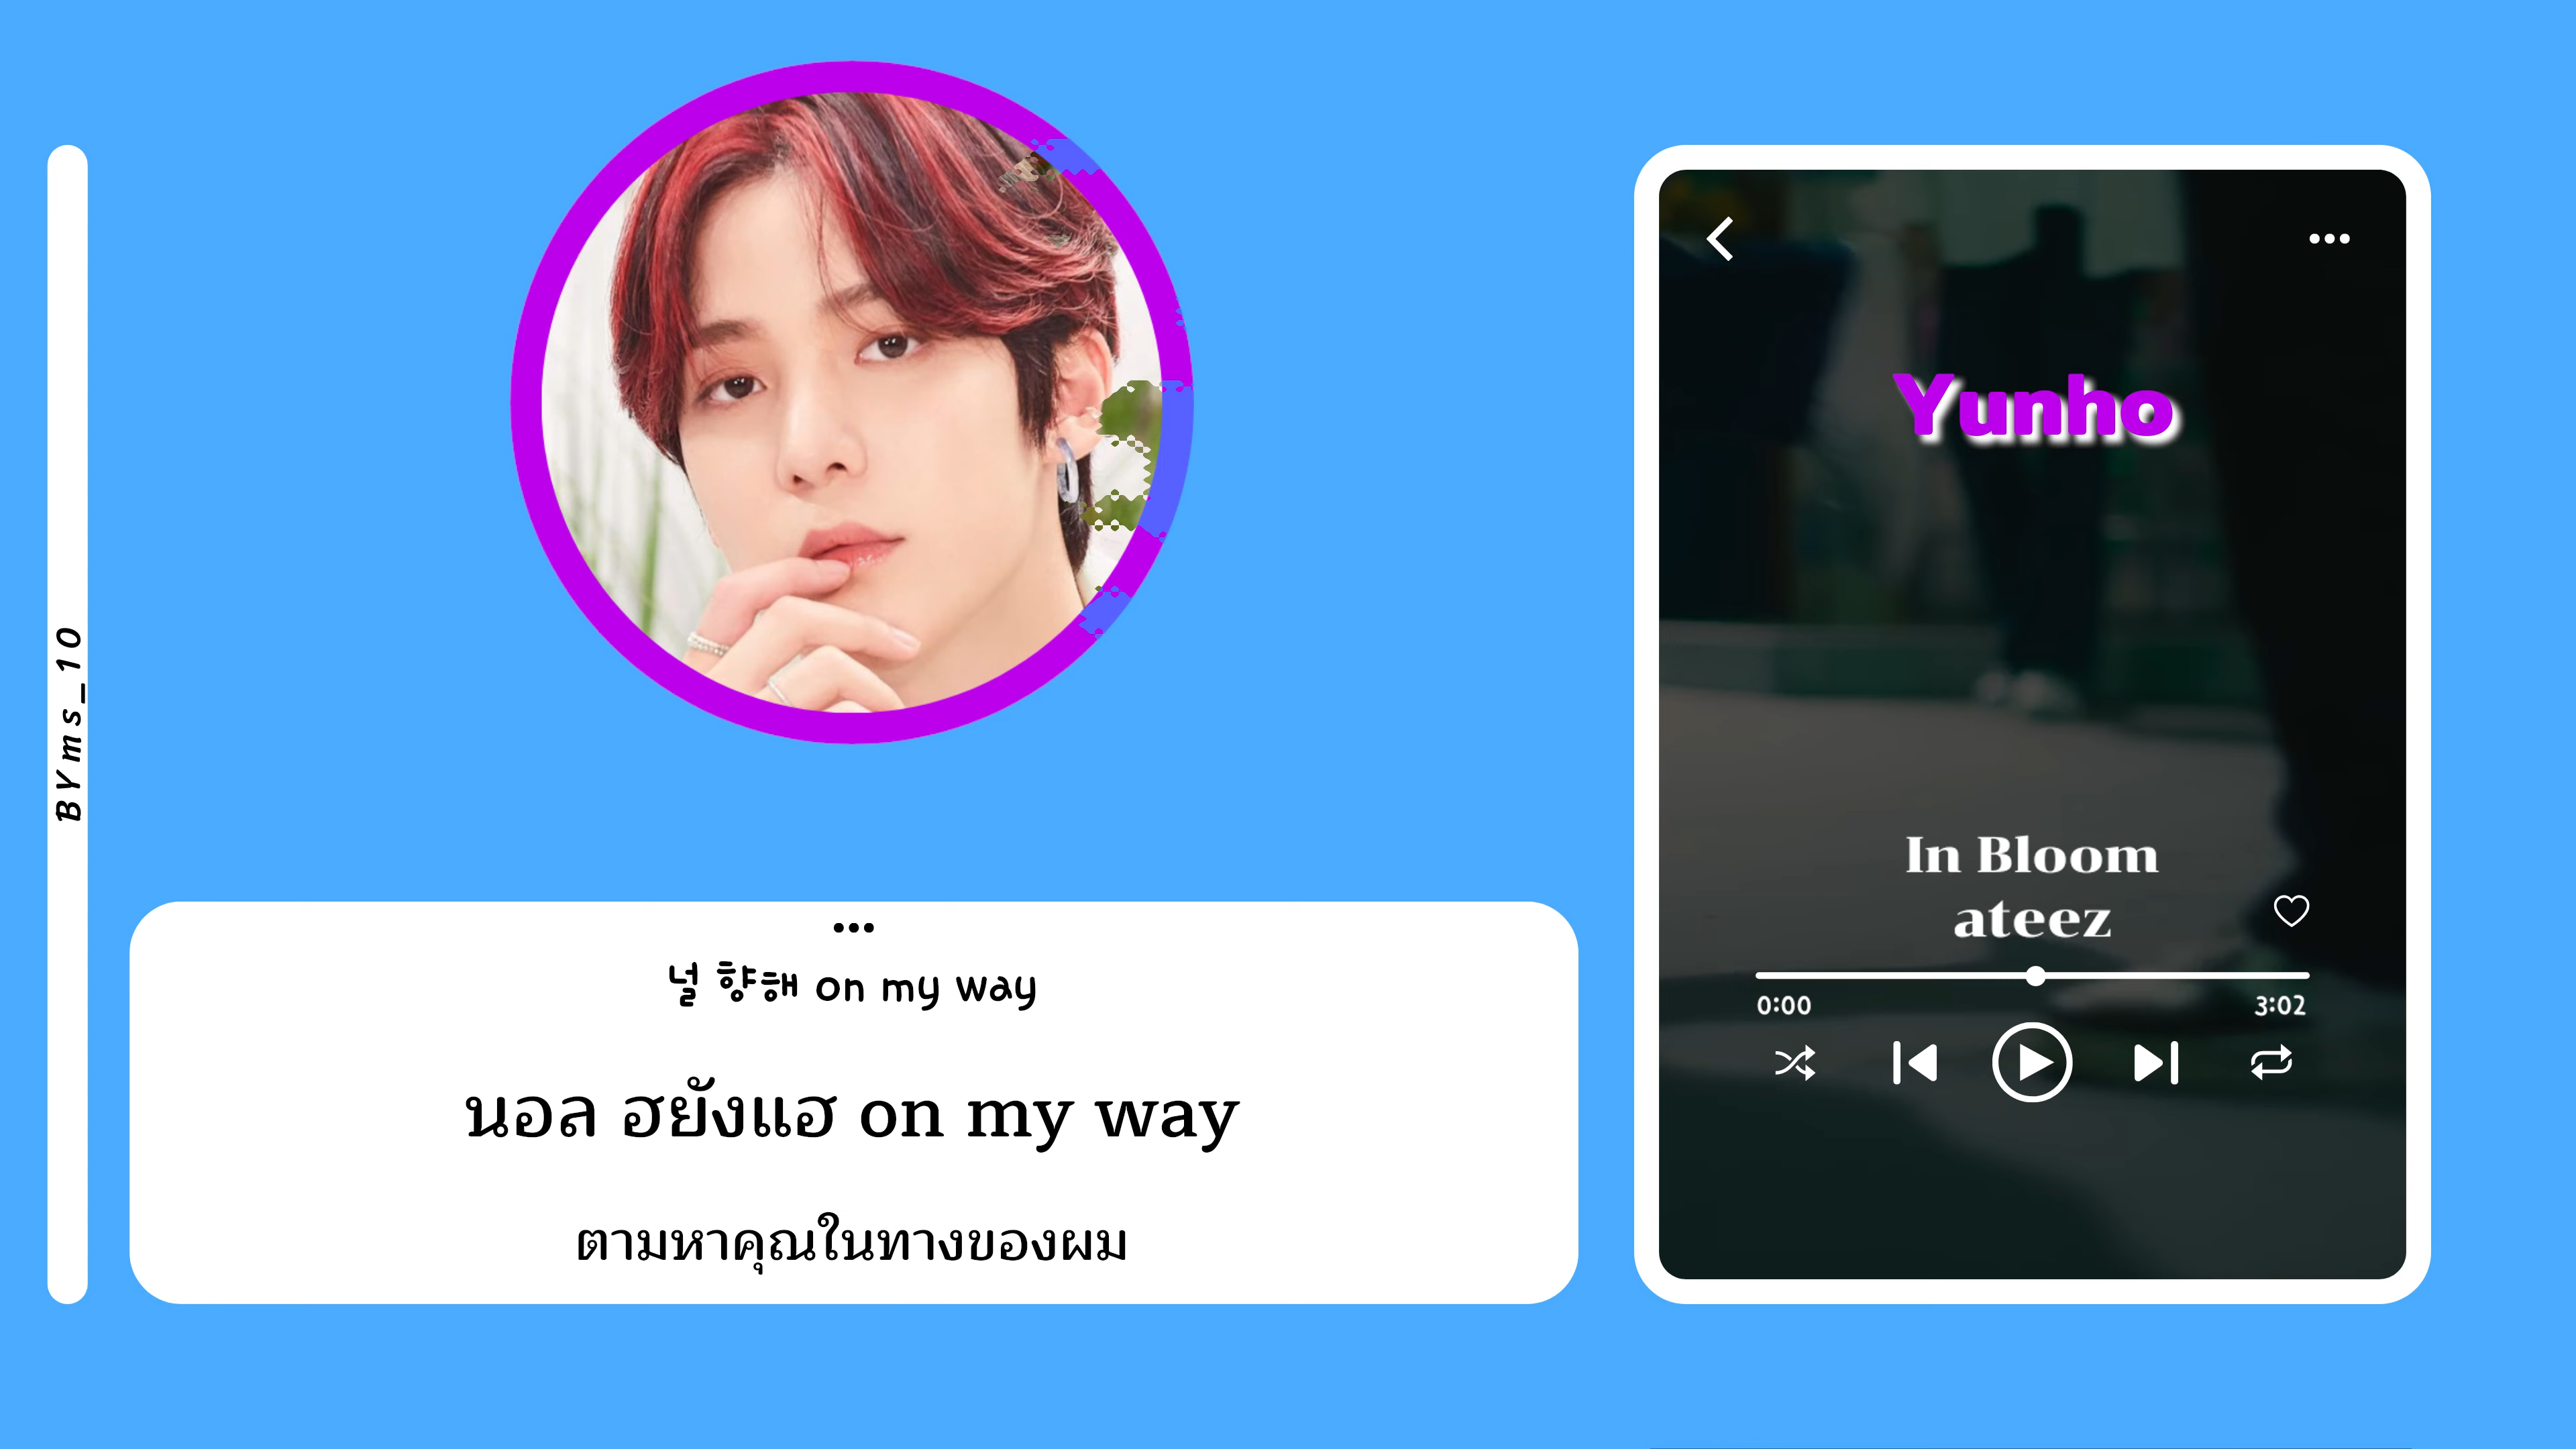 BYms_10
널 향해 on my way
นอล ฮยังแฮ on my way
ตามหาคุณในทางของผม
Yunho
In Bloom
ateez
0:00
3:02